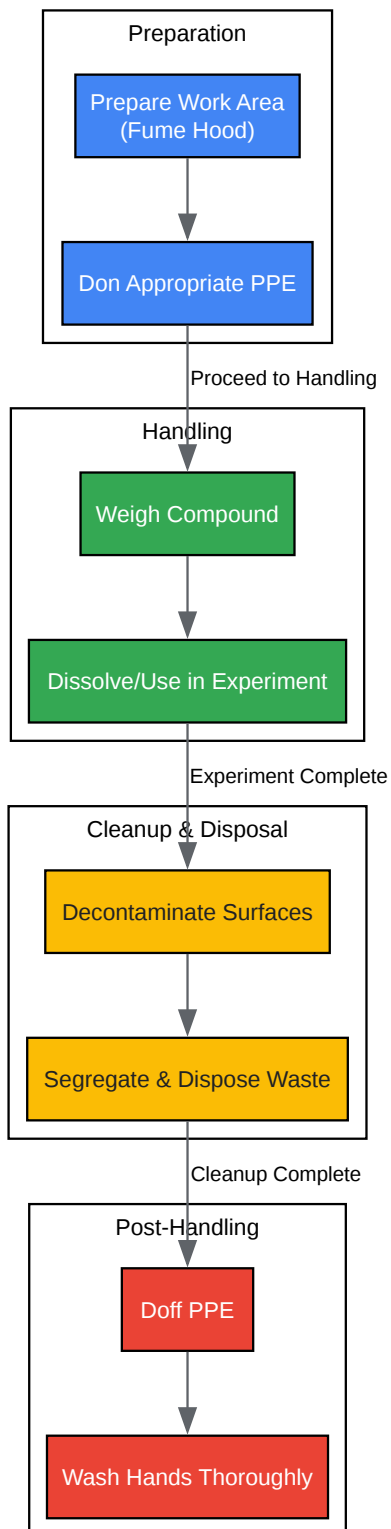 Preparation
Prepare Work Area
(Fume Hood)
Don Appropriate PPE
Proceed to Handling
Handling
Weigh Compound
Dissolve/Use in Experiment
Experiment Complete
Cleanup & Disposal
Decontaminate Surfaces
Segregate & Dispose Waste
Cleanup Complete
Post-Handling
Doff PPE
Wash Hands Thoroughly